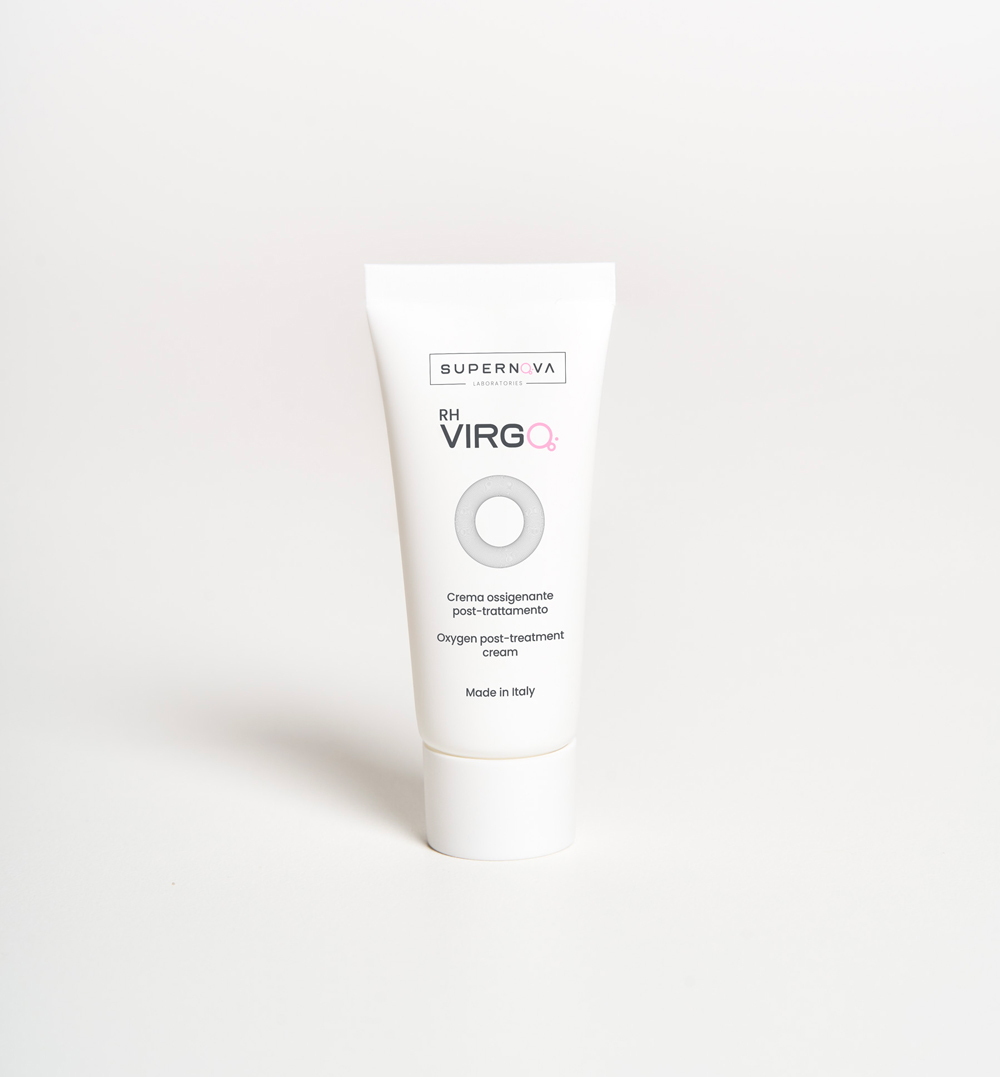 SUPERNOVA
LABORATORIES
RH
VIRGO
Crema ossigenante
post-trattamento
Oxygen post-treatment
cream
Made in Italy